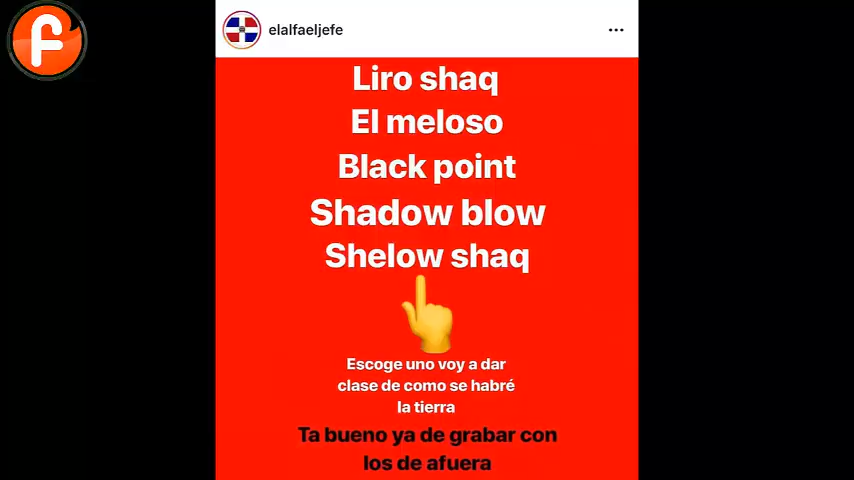 f
elalfaeljefe
Liro shaq
El meloso
Black point
Shadow blow
Shelow shaq
Escoge uno voy a dar
clase de como se habré
la tierra
Ta bueno ya de grabar con
los de afuera